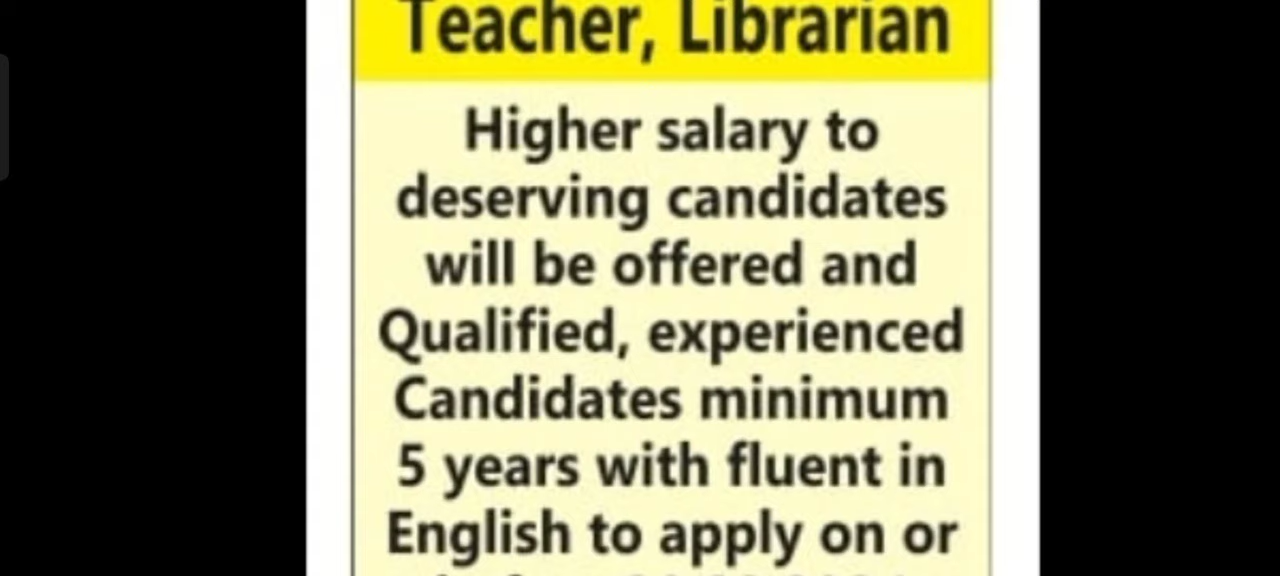 Teacher, Librarian
Higher salary to
deserving candidates
will be offered and
Qualified, experienced
Candidates minimum
5 years with fluent in
English to apply on or